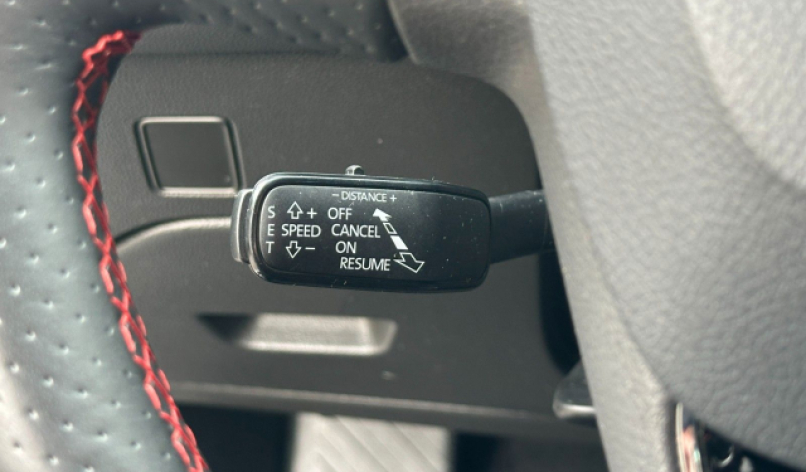 - DISTANCE +
S + OFF
E SPEED CANCEL
T - ON
RESUME